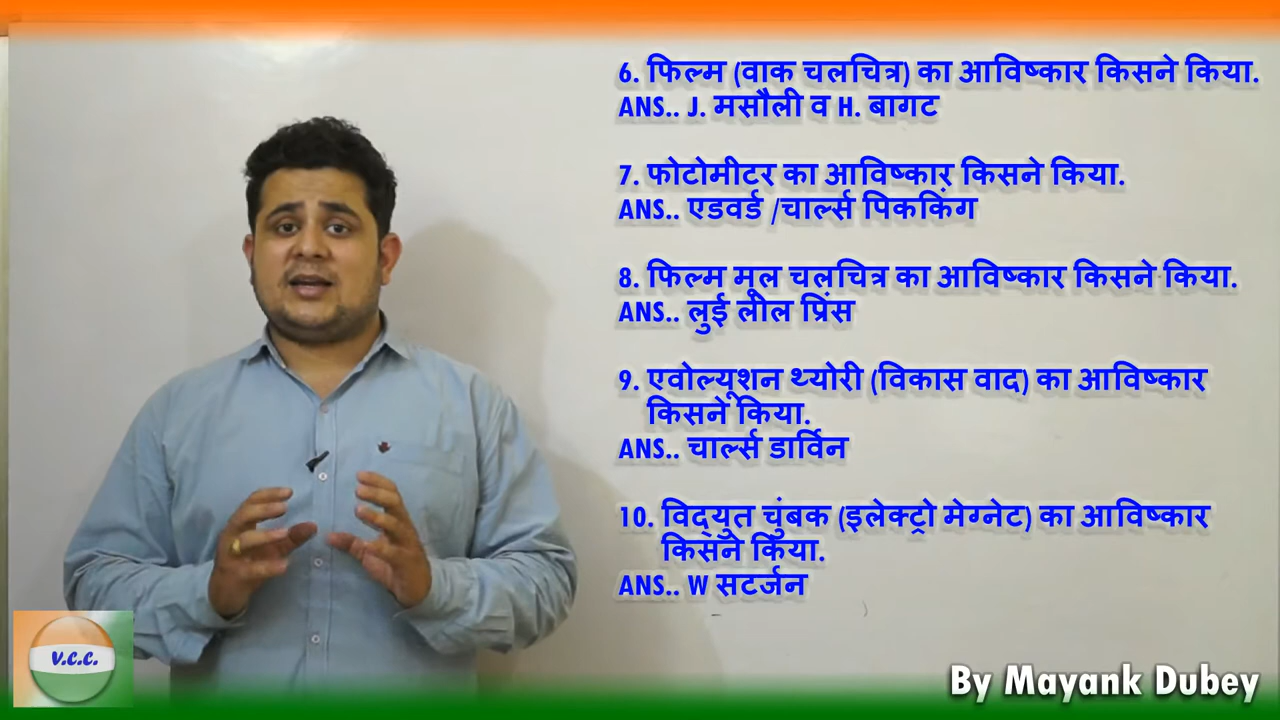 6. फिल्म (वाक चलचित्र) का आविष्कार किसने किया.
ANS.. J. मसौली व H. बागट
7. फोटोमीटर का आविष्कार किसने किया.
ANS.. एडवर्ड /चार्ल्स पिककिंग
8. फिल्म मूल चलचित्र का आविष्कार किसने किया.
ANS.. लुई लील प्रिंस
9. एवोल्यूशन थ्योरी (विकास वाद) का आविष्कार
किसने किया.
ANS.. चार्ल्स डार्विन
10. विद्युत चुंबक (इलेक्ट्रो मेग्नेट) का आविष्कार
किसने किया.
ANS.. W सटर्जन
V.C.C.
By Mayank Dubey